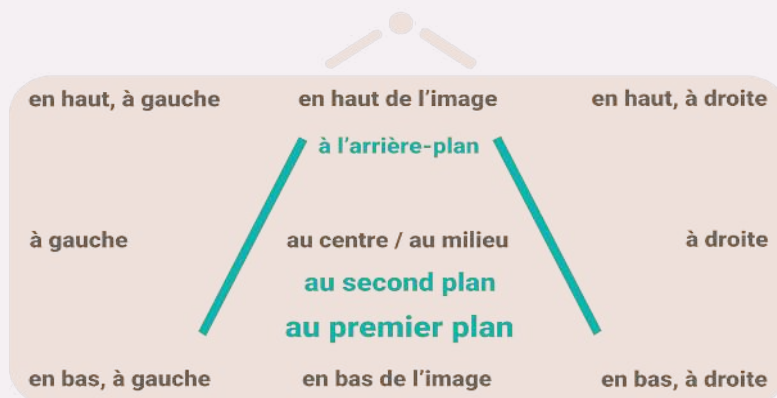 en haut, à gauche en haut de l’image en haut, à droite
à l’arrière-plan
à gauche au centre / au milieu à droite
au second plan
au premier plan
en bas, à gauche en bas de l’image en bas, à droite